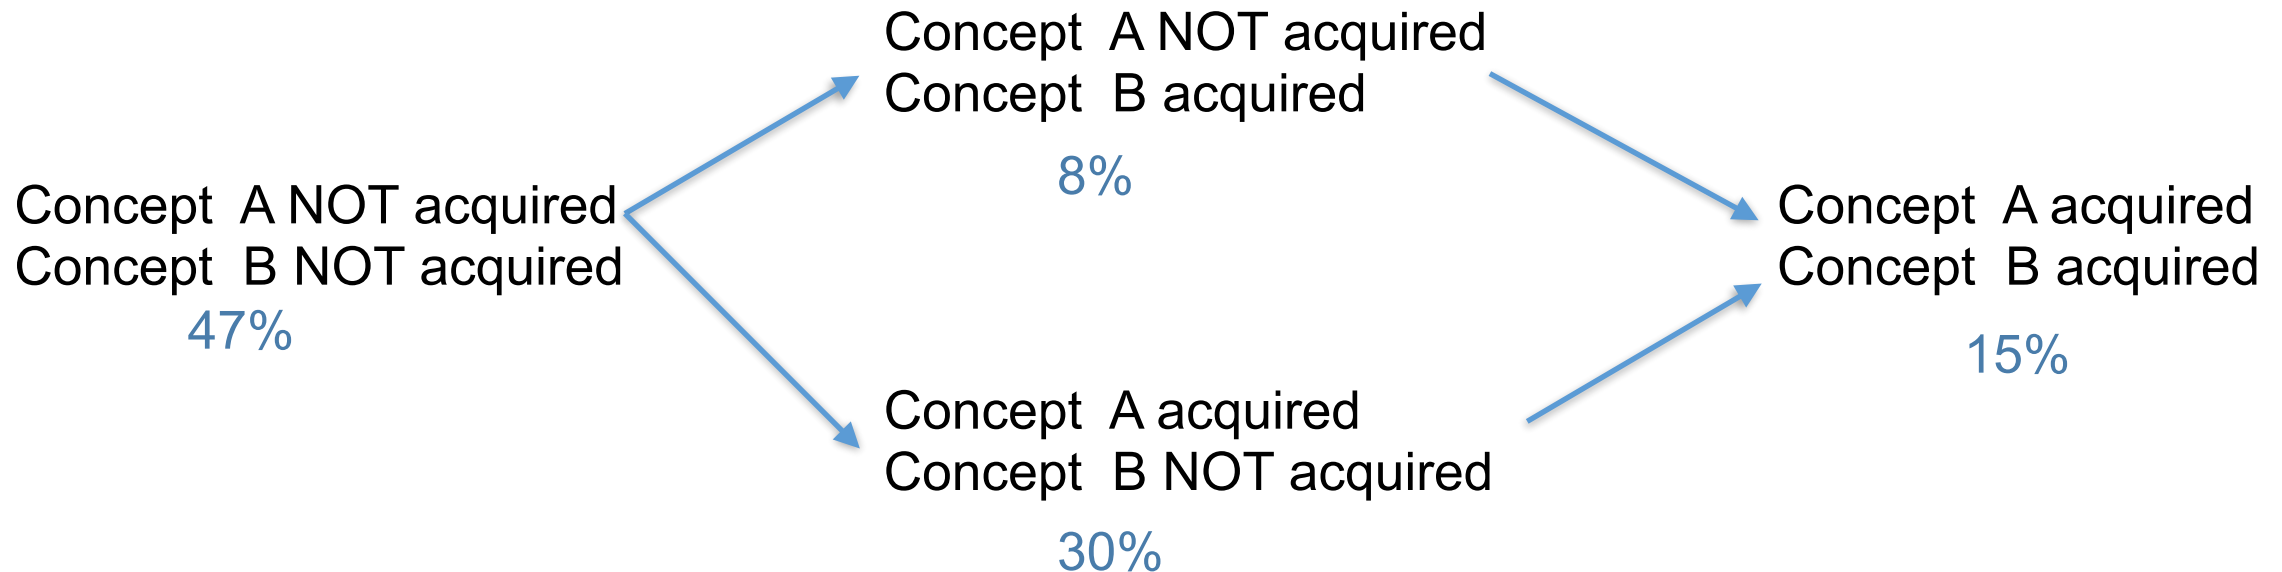 Concept A NOT acquired
Concept B NOT acquired
47%
Concept A NOT acquired
Concept B acquired
8%
Concept A acquired
Concept B NOT acquired
30%
Concept A acquired
Concept B acquired
15%